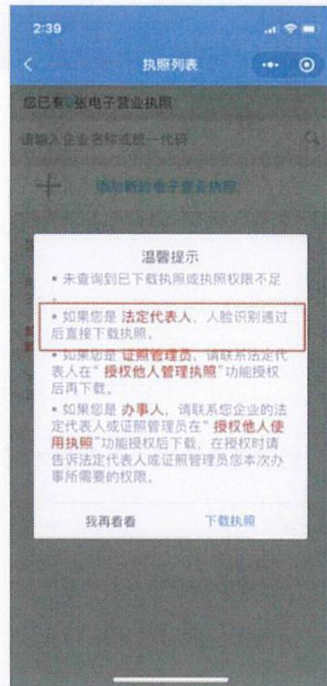 2:39
执照列表
您已有0张电子营业执照
请输入企业名称或统一代码
添加新的电子营业执照
温馨提示
▪ 未查询到已下载执照或执照权限不足
。
▪ 如果您是 法定代表人，人脸识别通过
后直接下载执照。
▪ 如果您是 证照管理员，请联系法定代
表人在“授权他人管理执照”功能授权
后再下载。
▪ 如果您是 办事人，请联系您企业的法
定代表人或证照管理员在“授权他人使
用执照”功能授权后下载，在授权时请
告诉法定代表人或证照管理员您本次办
事所需要的权限。
我再看看 下载执照